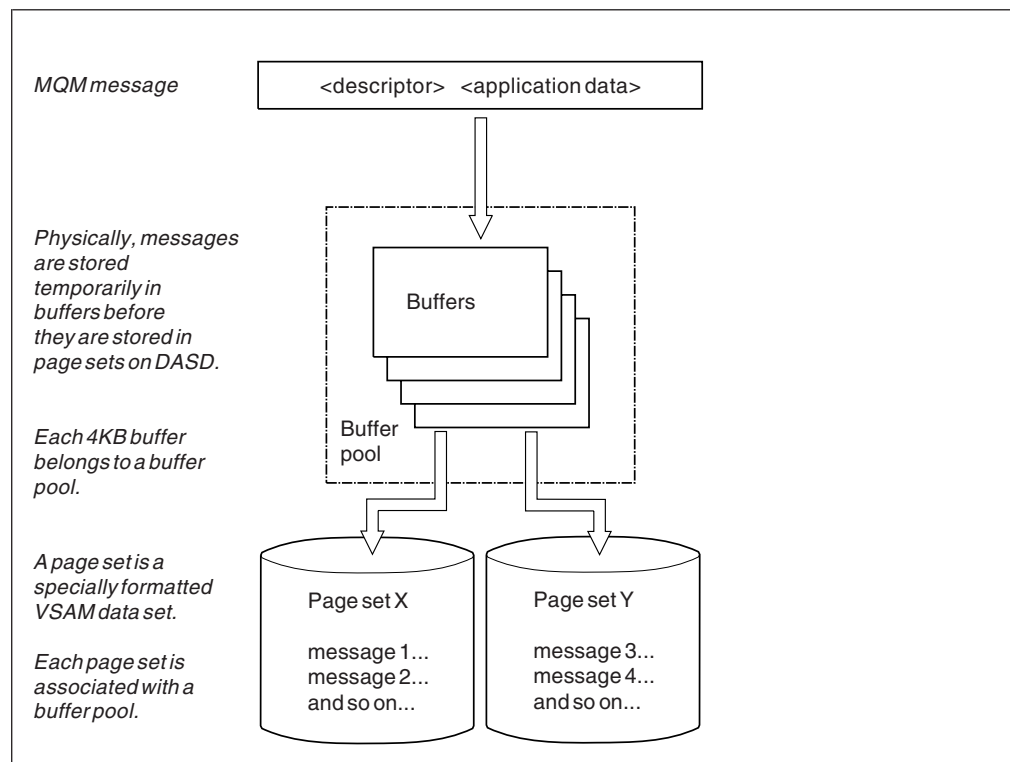 MQM message
<descriptor> <application data>
Physically, messages
are stored
temporarily in
buffers before
they are stored in
page sets on DASD.
Buffers
Buffer
pool
Each 4KB buffer
belongs to a buffer
pool.
A page set is a
specially formatted
VSAM data set.
Each page set is
associated with a
buffer pool.
Page set X
message 1...
message 2...
and so on...
Page set Y
message 3...
message 4...
and so on...